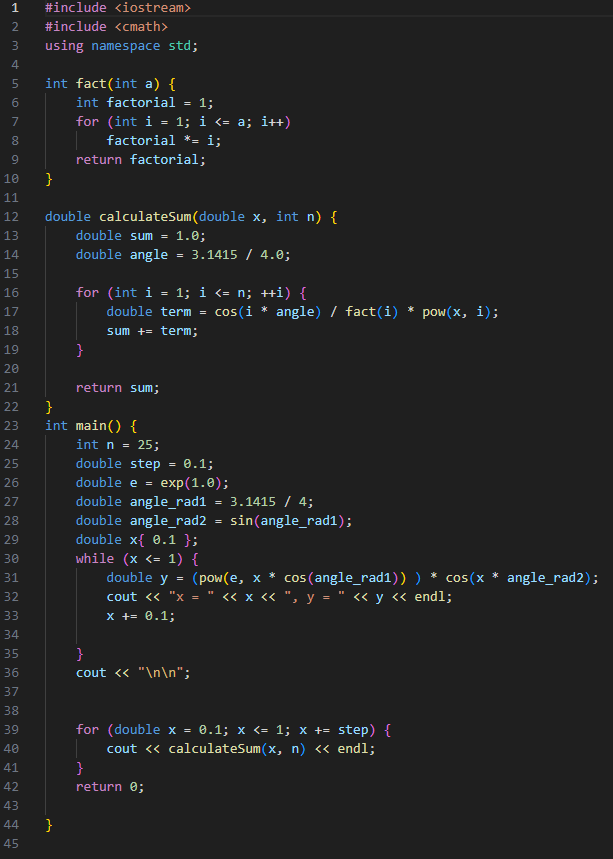 1 #include <iostream>
2 #include <cmath>
3 using namespace std;
4
5 int fact(int a) {
6     int factorial = 1;
7     for (int i = 1; i <= a; i++)
8         factorial *= i;
9     return factorial;
10 }
11
12 double calculateSum(double x, int n) {
13     double sum = 1.0;
14     double angle = 3.1415 / 4.0;
15
16     for (int i = 1; i <= n; ++i) {
17         double term = cos(i * angle) / fact(i) * pow(x, i);
18         sum += term;
19     }
20
21     return sum;
22 }
23 int main() {
24     int n = 25;
25     double step = 0.1;
26     double e = exp(1.0);
27     double angle_rad1 = 3.1415 / 4;
28     double angle_rad2 = sin(angle_rad1);
29     double x{ 0.1 };
30     while (x <= 1) {
31         double y = (pow(e, x * cos(angle_rad1)) ) * cos(x * angle_rad2);
32         cout << "x = " << x << ", y = " << y << endl;
33         x += 0.1;
34
35     }
36     cout << "\n\n";
37
38
39     for (double x = 0.1; x <= 1; x += step) {
40         cout << calculateSum(x, n) << endl;
41     }
42     return 0;
43
44 }
45